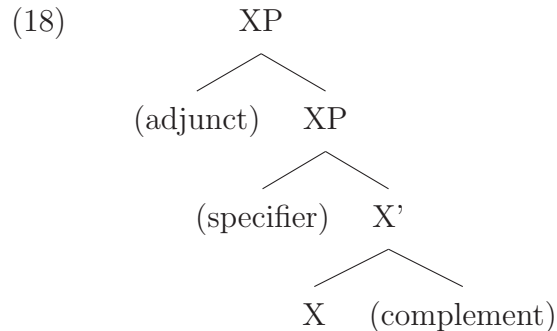 (18) XP
(adjunct) XP
(specifier) X'
X (complement)